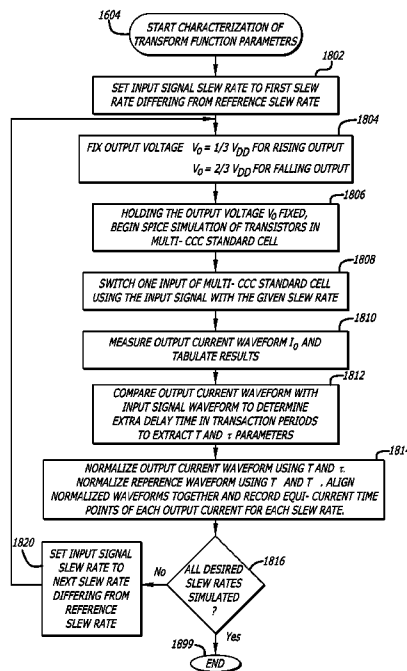 1604
START CHARACTERIZATION OF
TRANSFORM FUNCTION PARAMETERS
1802
SET INPUT SIGNAL SLEW RATE TO FIRST SLEW
RATE DIFFERING FROM REFERENCE SLEW RATE
1804
FIX OUTPUT VOLTAGE V0 = 1/3 VDD FOR RISING OUTPUT
V0 = 2/3 VDD FOR FALLING OUTPUT
1806
HOLDING THE OUTPUT VOLTAGE V0 FIXED,
BEGIN SPICE SIMULATION OF TRANSISTORS IN
MULTI- CCC STANDARD CELL
1808
SWITCH ONE INPUT OF MULTI- CCC STANDARD CELL
USING THE INPUT SIGNAL WITH THE GIVEN SLEW RATE
1810
MEASURE OUTPUT CURRENT WAVEFORM I0 AND
TABULATE RESULTS
1812
COMPARE OUTPUT CURRENT WAVEFORM WITH
INPUT SIGNAL WAVEFORM TO DETERMINE
EXTRA DELAY TIME IN TRANSACTION PERIODS
TO EXTRACT T AND τ PARAMETERS
1814
NORMALIZE OUTPUT CURRENT WAVEFORM USING T AND τ.
NORMALIZE REFERENCE WAVEFORM USING T AND T . ALIGN
NORMALIZED WAVEFORMS TOGETHER AND RECORD EQUI- CURRENT TIME
POINTS OF EACH OUTPUT CURRENT FOR EACH SLEW RATE.
1816
ALL DESIRED
SLEW RATES
SIMULATED
?
No
Yes
1820
SET INPUT SIGNAL
SLEW RATE TO
NEXT SLEW RATE
DIFFERING FROM
REFERENCE
SLEW RATE
1899
END